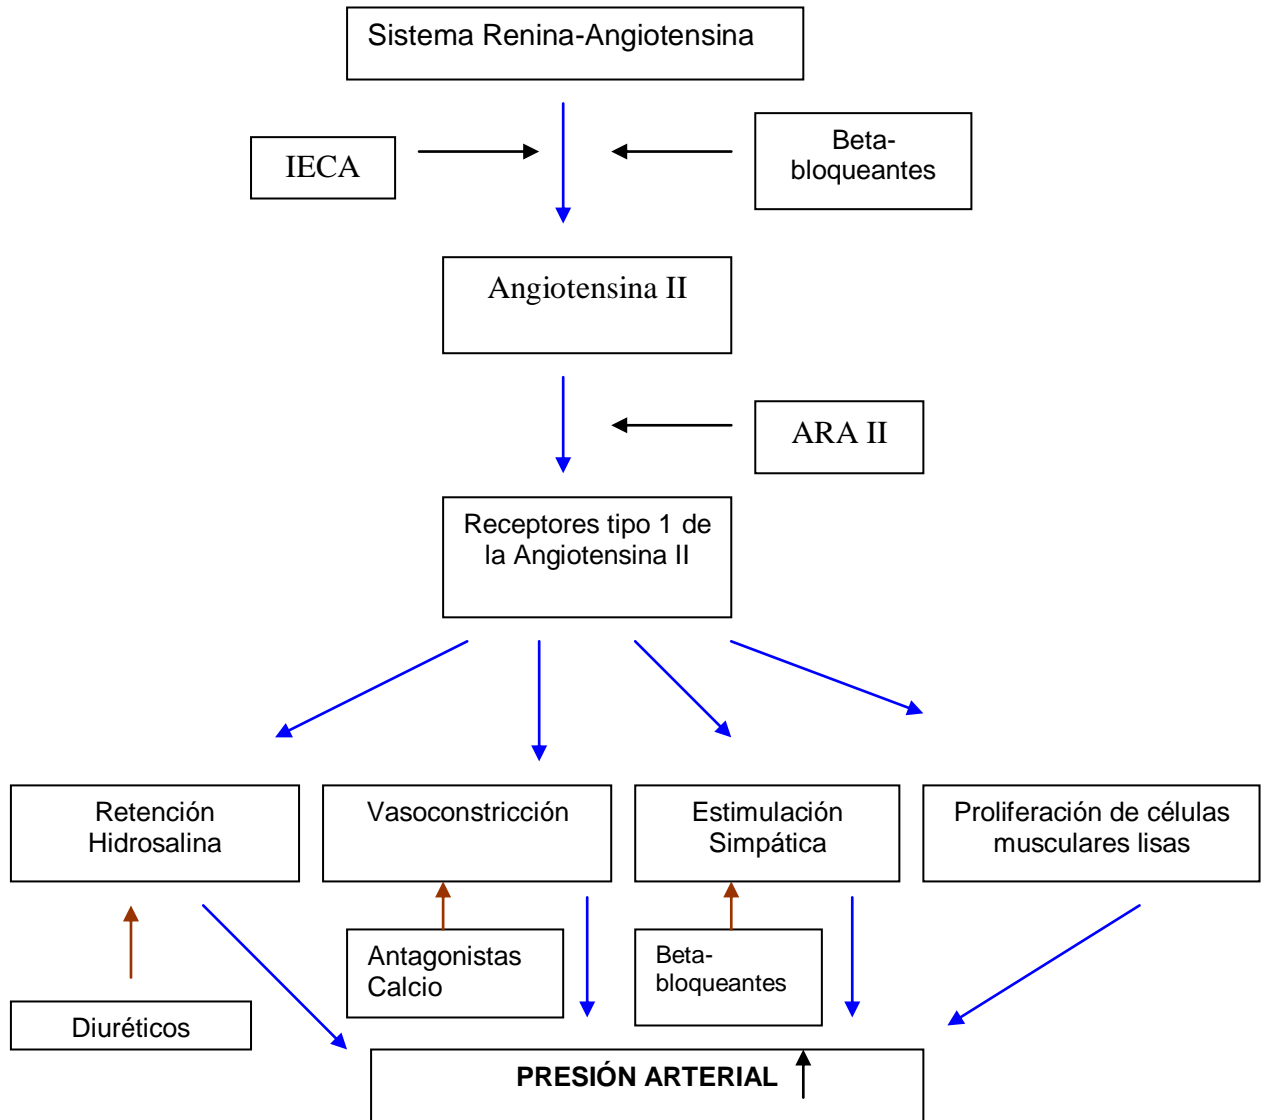 Sistema Renina-Angiotensina
IECA
Beta-
bloqueantes
Angiotensina II
ARA II
Receptores tipo 1 de
la Angiotensina II
Retención
Hidrosalina
Vasoconstricción
Estimulación
Simpática
Proliferación de células
musculares lisas
Antagonistas
Calcio
Beta-
bloqueantes
Diuréticos
PRESIÓN ARTERIAL